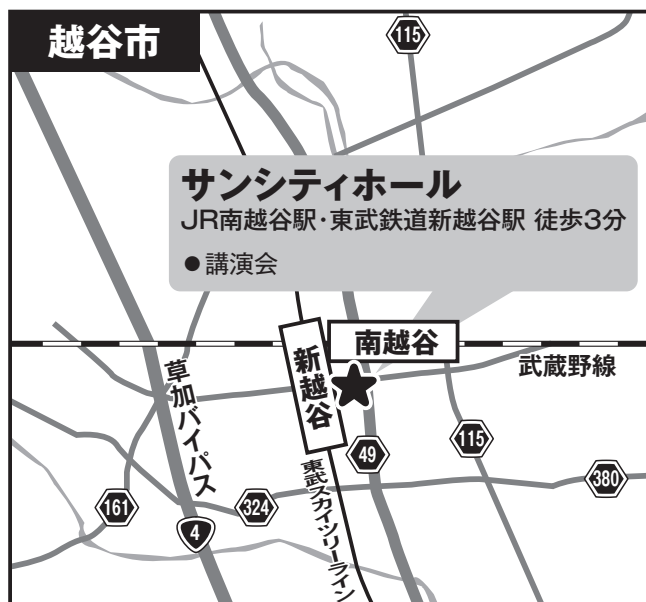 越谷市
115
サンシティホール
JR南越谷駅・東武鉄道新越谷駅 徒歩3分
●講演会
南越谷
新越谷
武蔵野線
草加バイパス
東武スカイツリーライン
49
115
380
161
324
4